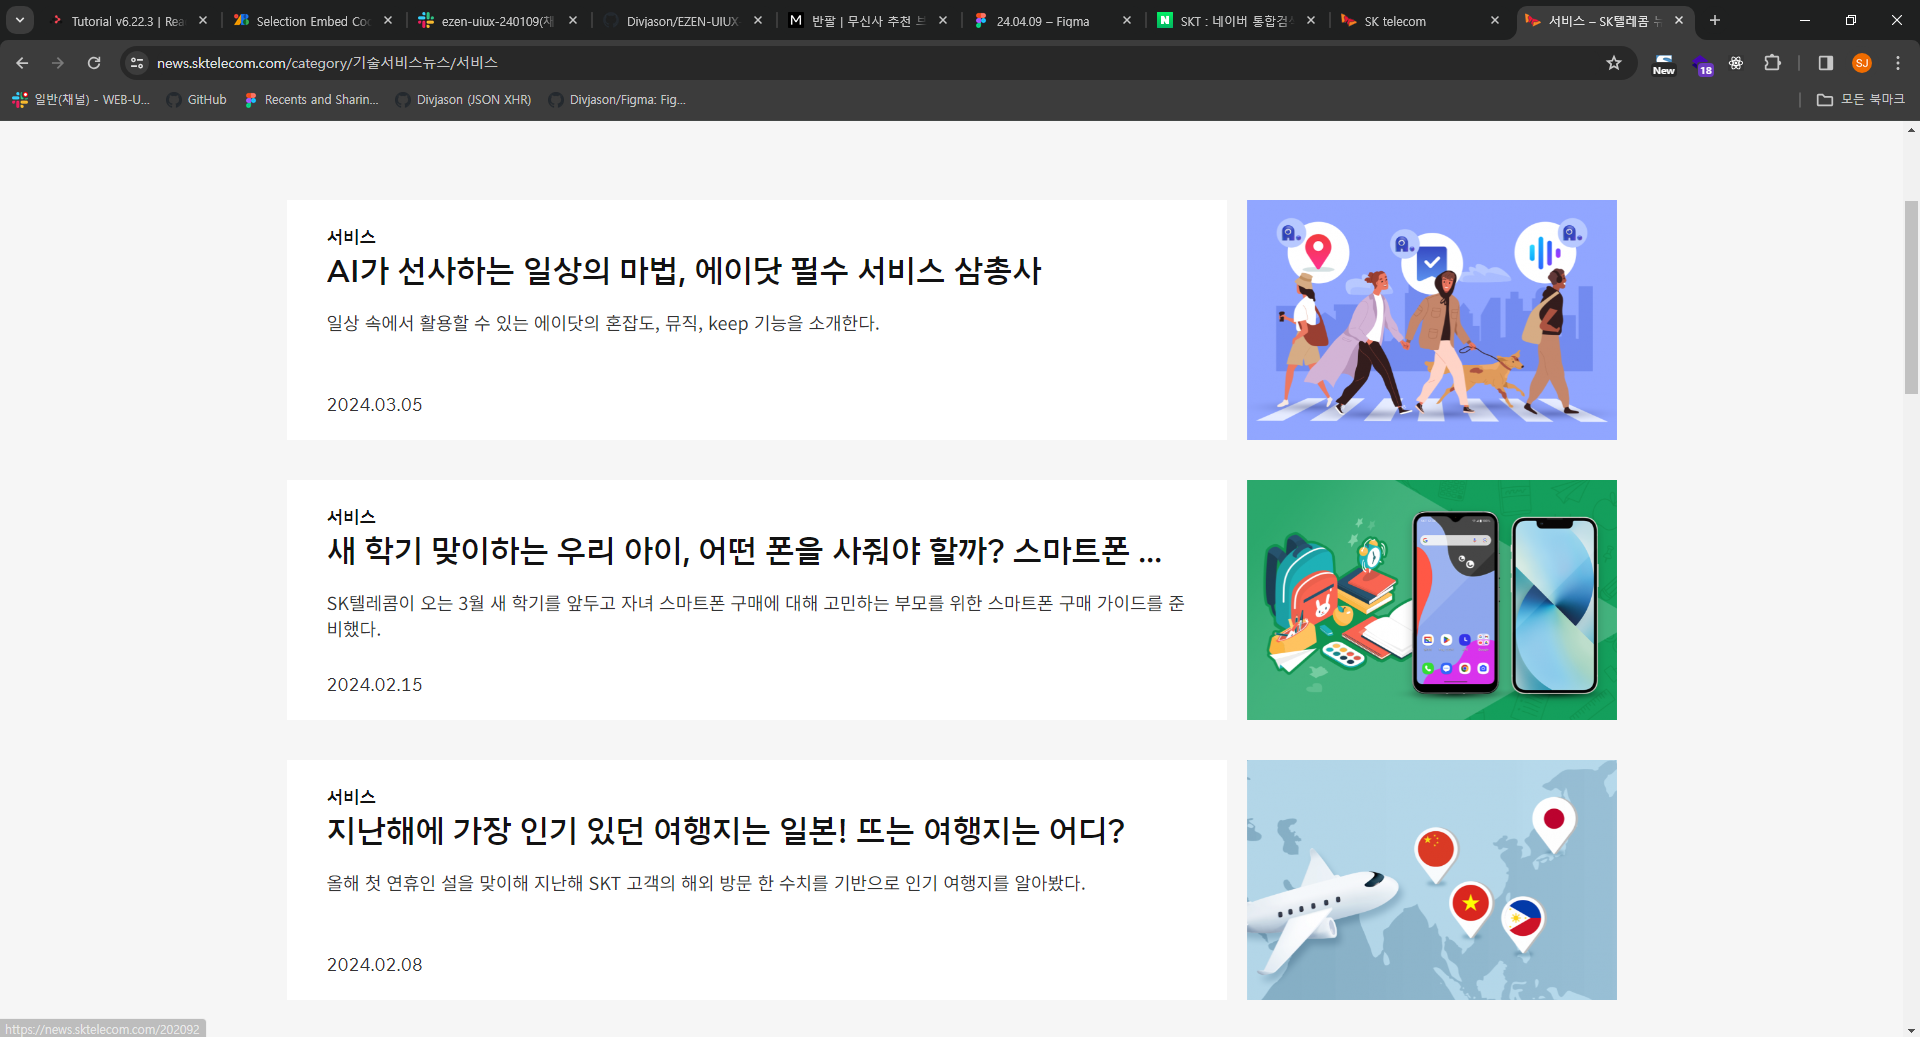 Tutorial v6.22.3 | Rea
Selection Embed Coc
ezen-uiux-240109(재
Divjason/EZEN-UIUX
반팔 | 무신사 추천 브
24.04.09 – Figma
SKT : 네이버 통합검색
SK telecom
서비스 – SK텔레콤 뉴
news.sktelecom.com/category/기술서비스뉴스/서비스
New
18
SJ
일반(채널) - WEB-U...
GitHub
Recents and Sharin...
Divjason (JSON XHR)
Divjason/Figma: Fig...
모든 북마크
서비스
AI가 선사하는 일상의 마법, 에이닷 필수 서비스 삼총사
일상 속에서 활용할 수 있는 에이닷의 혼잡도, 뮤직, keep 기능을 소개한다.
2024.03.05
서비스
새 학기 맞이하는 우리 아이, 어떤 폰을 사줘야 할까? 스마트폰 ...
SK텔레콤이 오는 3월 새 학기를 앞두고 자녀 스마트폰 구매에 대해 고민하는 부모를 위한 스마트폰 구매 가이드를 준
비했다.
2024.02.15
서비스
지난해에 가장 인기 있던 여행지는 일본! 뜨는 여행지는 어디?
올해 첫 연휴인 설을 맞이해 지난해 SKT 고객의 해외 방문 한 수치를 기반으로 인기 여행지를 알아봤다.
2024.02.08
https://news.sktelecom.com/202092